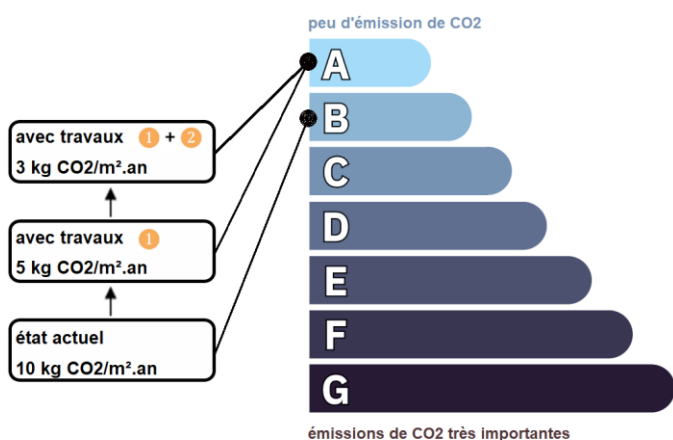 peu d'émission de CO2
A
B
C
D
E
F
G
émissions de CO2 très importantes
avec travaux 1 + 2
3 kg CO2/m².an
avec travaux 1
5 kg CO2/m².an
état actuel
10 kg CO2/m².an